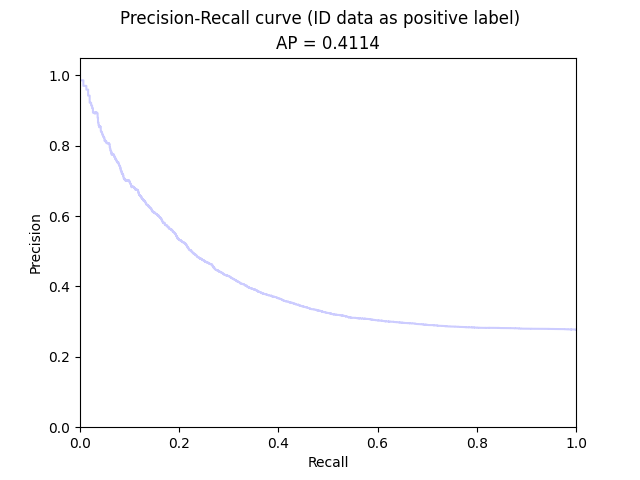 Precision-Recall curve (ID data as positive label)
AP = 0.4114
1.0
0.8
0.6
0.4
0.2
0.0
Precision
0.0 0.2 0.4 0.6 0.8 1.0
Recall